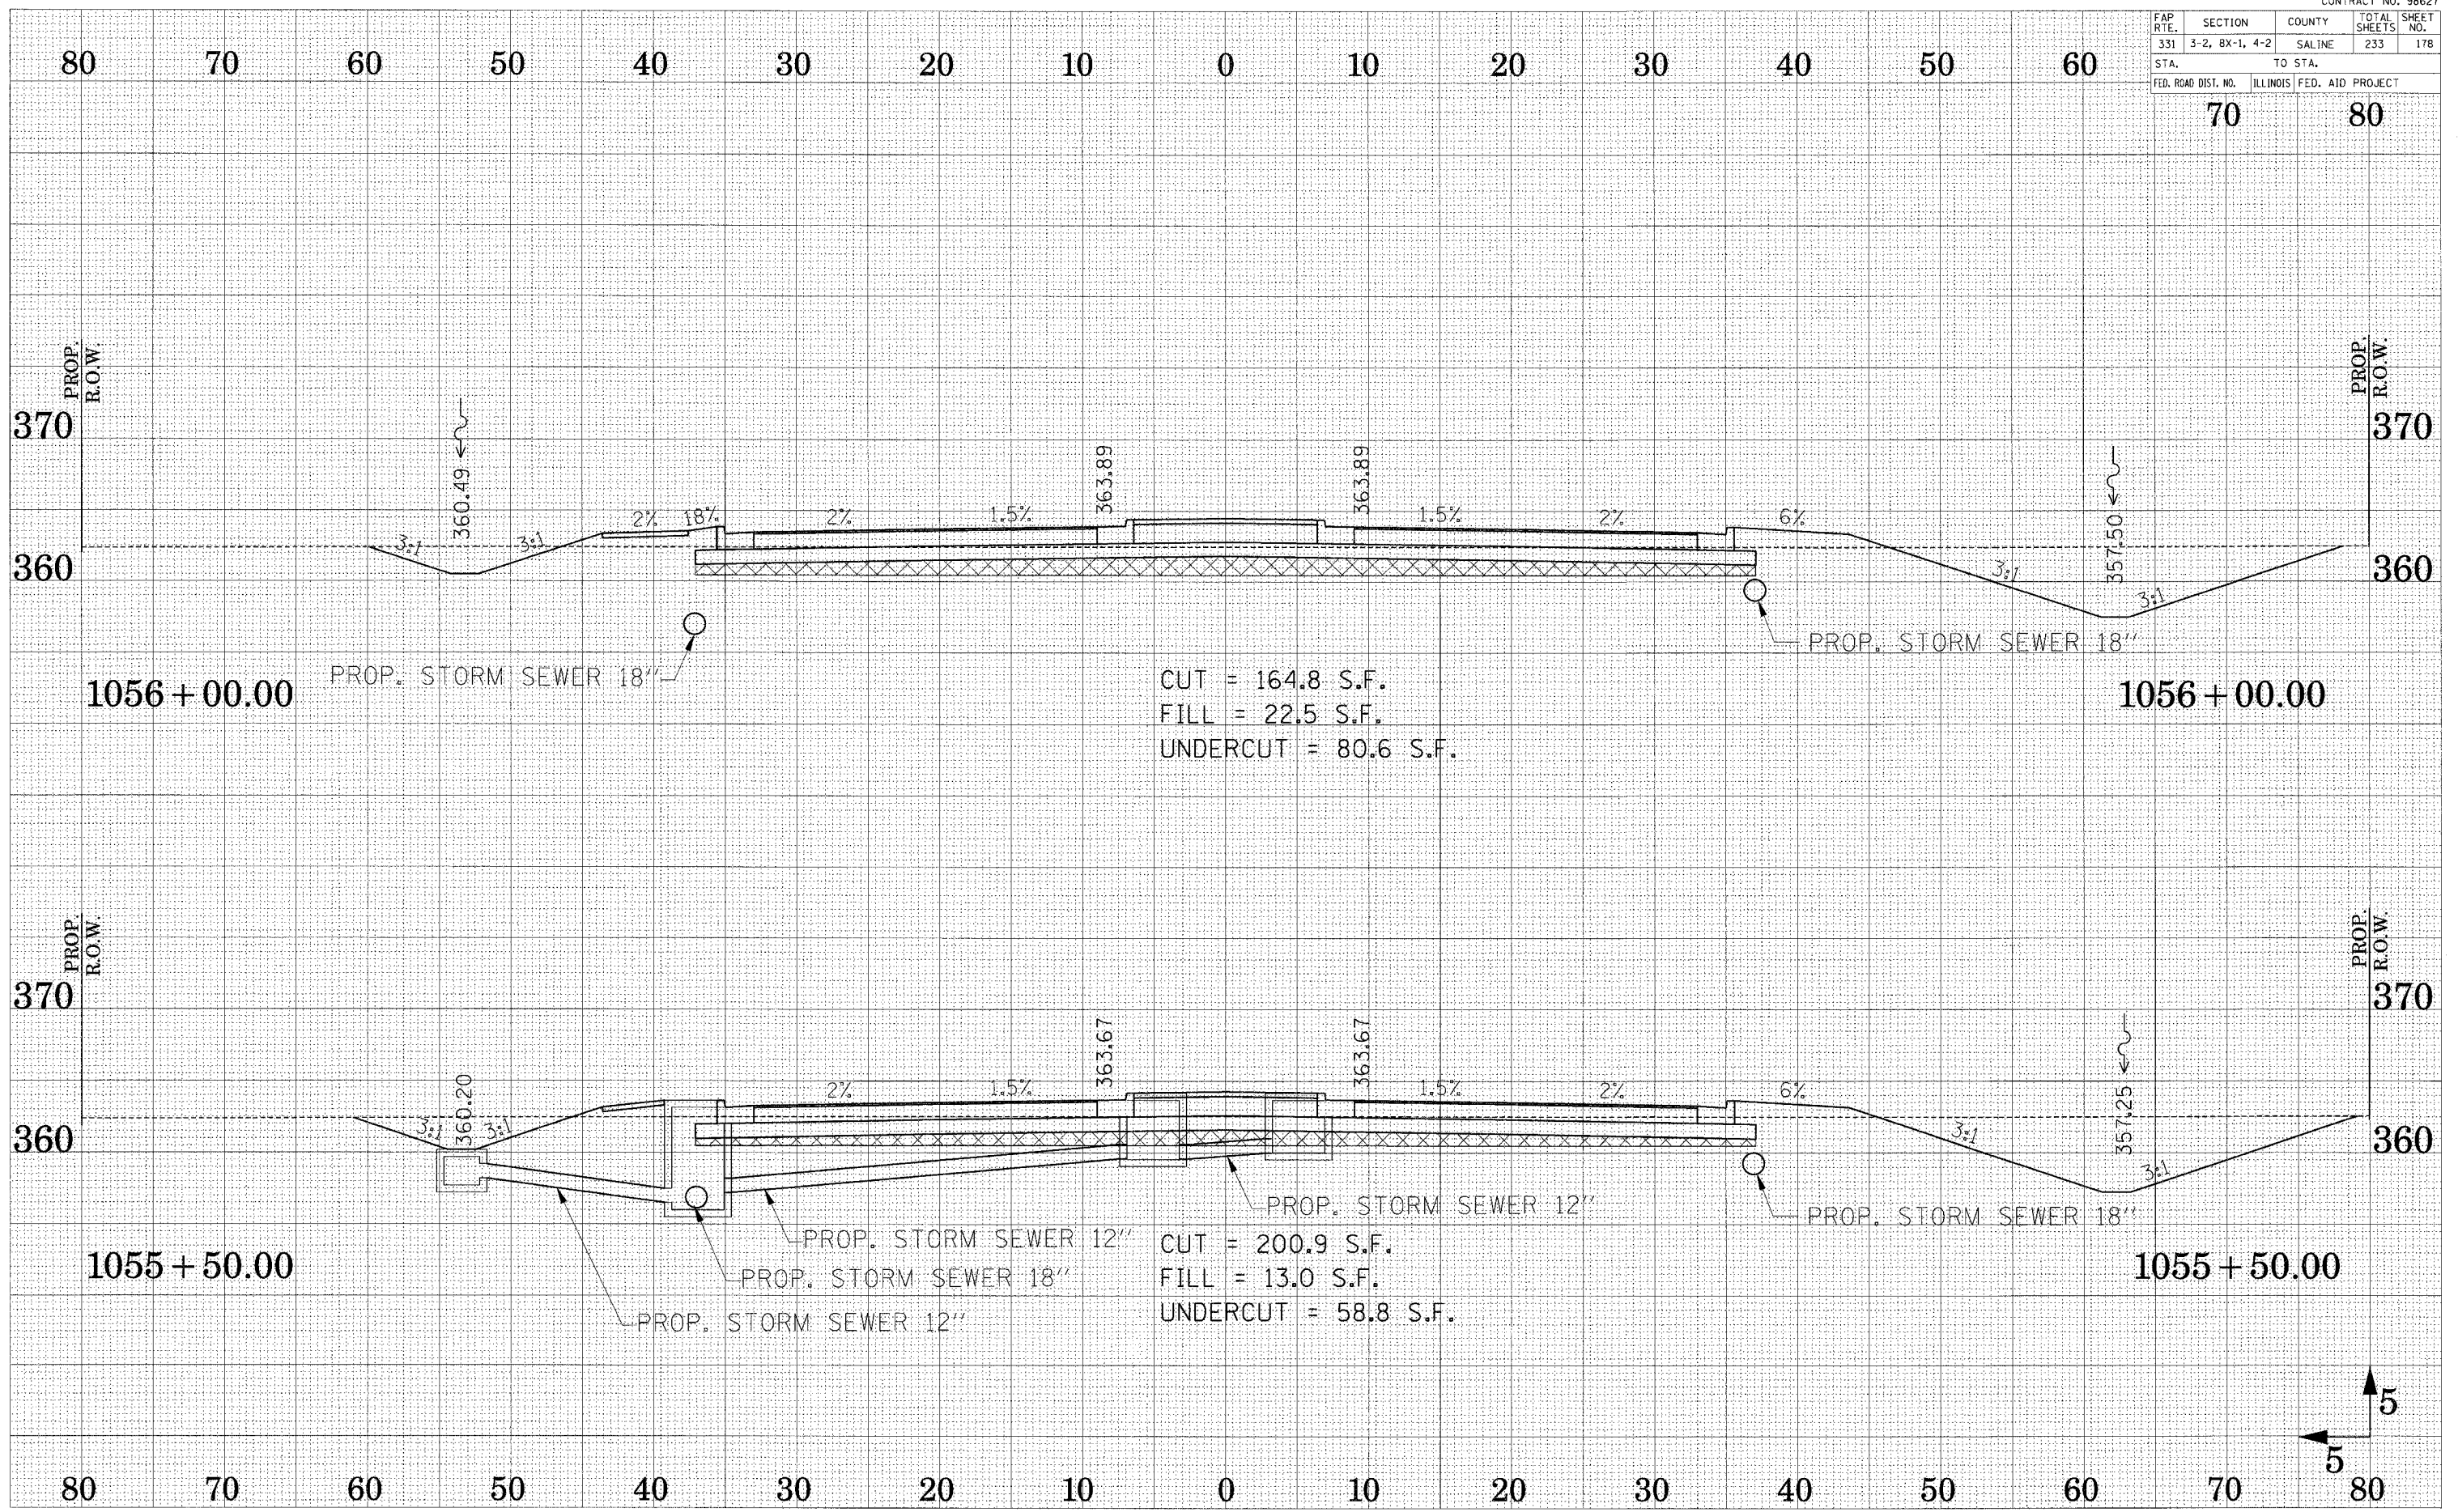 CONTRACT NO. 98627
FAP RTE. SECTION COUNTY TOTAL SHEETS SHEET NO.
331 3-2, 8X-1, 4-2 SALINE 233 178
STA. TO STA.
FED. ROAD DIST. NO. ILLINOIS FED. AID PROJECT
80 70 60 50 40 30 20 10 0 10 20 30 40 50 60 70 80
PROP. R.O.W.
PROP. R.O.W.
370
370
360
360
360.49
363.89
363.89
357.50
3:1
3:1
2%
18%
2%
1.5%
1.5%
2%
6%
3:1
3:1
PROP. STORM SEWER 18"
PROP. STORM SEWER 18"
1056+00.00
1056+00.00
CUT = 164.8 S.F.
FILL = 22.5 S.F.
UNDERCUT = 80.6 S.F.
PROP. R.O.W.
PROP. R.O.W.
370
370
360
360
360.20
363.67
363.67
357.25
3:1
3:1
2%
1.5%
1.5%
2%
6%
3:1
3:1
PROP. STORM SEWER 12"
PROP. STORM SEWER 18"
PROP. STORM SEWER 12"
PROP. STORM SEWER 18"
PROP. STORM SEWER 12"
1055+50.00
1055+50.00
CUT = 200.9 S.F.
FILL = 13.0 S.F.
UNDERCUT = 58.8 S.F.
5
5
80 70 60 50 40 30 20 10 0 10 20 30 40 50 60 70 80